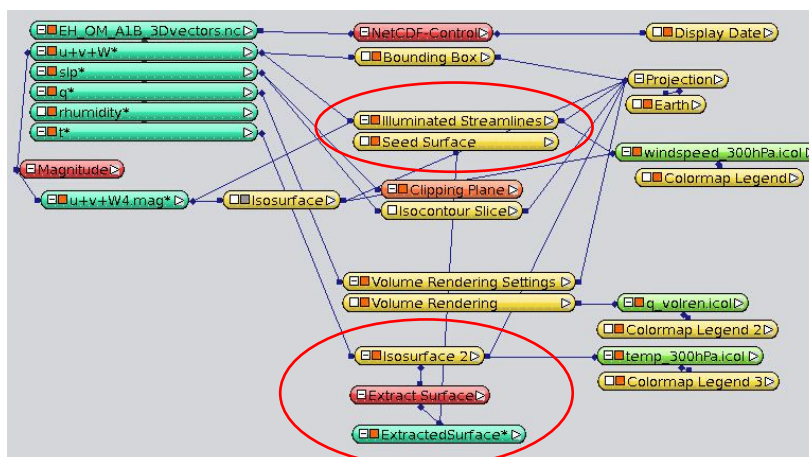 EH_OM_A1B_3Dvectors.nc NetCDF-Control Display Date
u+v+W* Bounding Box
slp* Projection
q* Earth
rhumidity* Illuminated Streamlines
t* Seed Surface
windspeed_300hPa.icol
Magnitude Colormap Legend
Clipping Plane
u+v+W4.mag* Isosurface Isocontour Slice
Volume Rendering Settings
Volume Rendering q_volren.icol
Colormap Legend 2
Isosurface 2 temp_300hPa.icol
Colormap Legend 3
Extract Surface
ExtractedSurface*